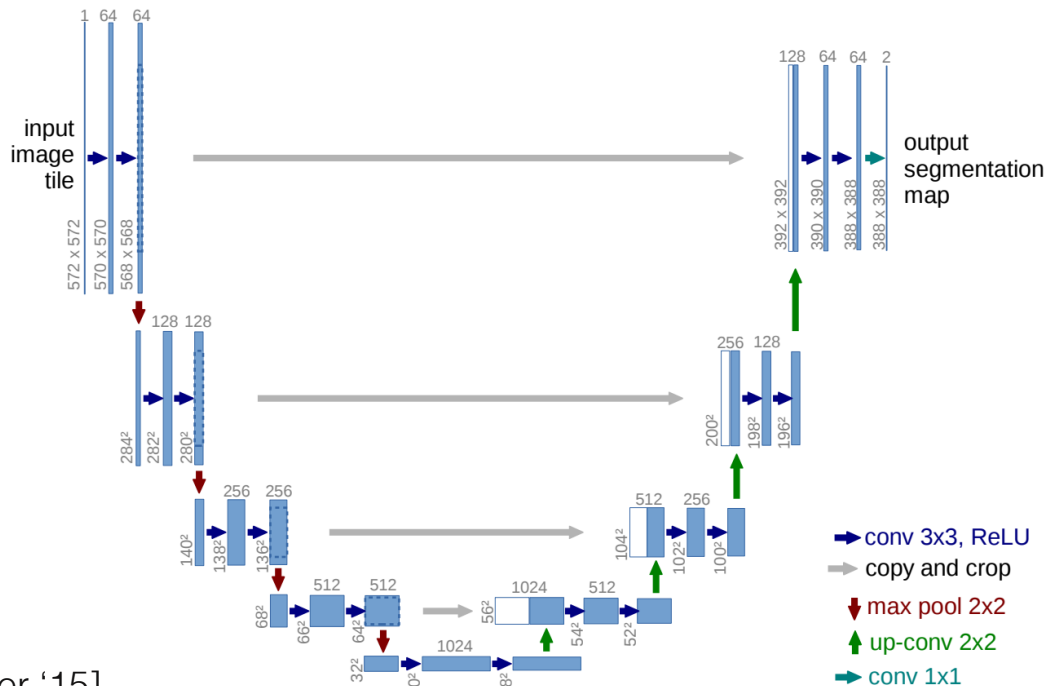 1 64 64
128 64 64 2
input
image
tile
output
segmentation
map
572 x 572
570 x 570
568 x 568
392 x 392
390 x 390
388 x 388
388 x 388
128 128
256 128
284²
282²
280²
200²
198²
196²
256 256
512 256
140²
138²
136²
104²
102²
100²
512 512
1024 512
68²
66²
64²
56²
54²
52²
1024
32²
conv 3x3, ReLU
copy and crop
max pool 2x2
up-conv 2x2
conv 1x1
'15]